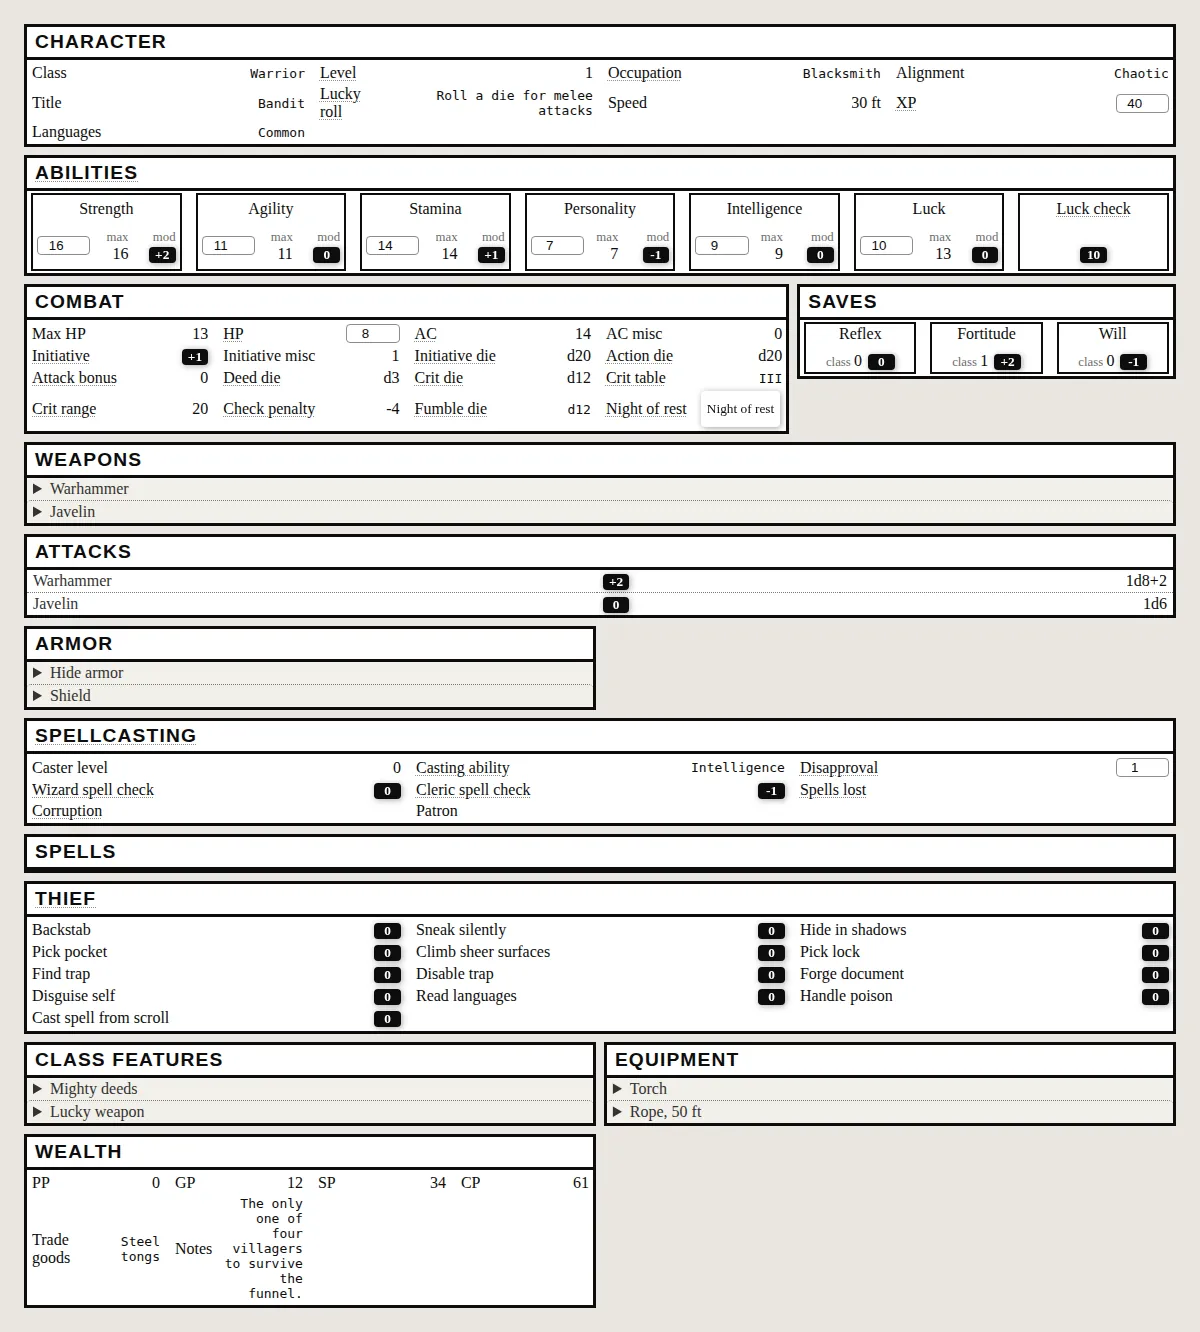 CHARACTER
Class Warrior Level 1 Occupation Blacksmith Alignment Chaotic
Title Bandit Lucky roll Roll a die for melee attacks Speed 30 ft XP 40
Languages Common
ABILITIES
Strength Agility Stamina Personality Intelligence Luck Luck check
max mod max mod max mod max mod max mod max mod
16 16 +2 11 11 0 14 14 +1 7 7 -1 9 9 0 10 13 0 10
COMBAT
Max HP 13 HP 8 AC 14 AC misc 0
Initiative +1 Initiative misc 1 Initiative die d20 Action die d20
Attack bonus 0 Deed die d3 Crit die d12 Crit table III
Crit range 20 Check penalty -4 Fumble die d12 Night of rest Night of rest
SAVES
Reflex Fortitude Will
class 0 0 class 1 +2 class 0 -1
WEAPONS
Warhammer
Javelin
ATTACKS
Warhammer +2 1d8+2
Javelin 0 1d6
ARMOR
Hide armor
Shield
SPELLCASTING
Caster level 0 Casting ability Intelligence Disapproval 1
Wizard spell check 0 Cleric spell check -1 Spells lost
Corruption Patron
SPELLS
THIEF
Backstab 0 Sneak silently 0 Hide in shadows 0
Pick pocket 0 Climb sheer surfaces 0 Pick lock 0
Find trap 0 Disable trap 0 Forge document 0
Disguise self 0 Read languages 0 Handle poison 0
Cast spell from scroll 0
CLASS FEATURES
Mighty deeds
Lucky weapon
EQUIPMENT
Torch
Rope, 50 ft
WEALTH
PP 0 GP 12 SP 34 CP 61
Trade goods Steel tongs Notes The only
one of
four
villagers
to survive
the
funnel.